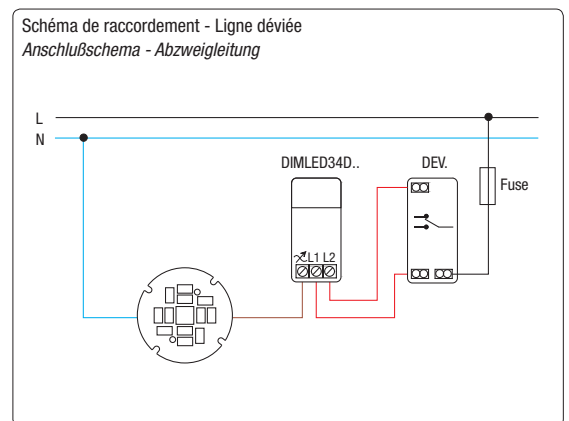 Schéma de raccordement - Ligne déviée
Anschlußschema - Abzweigleitung
L
N
DIMLED34D..
DEV.
Fuse
L1 L2